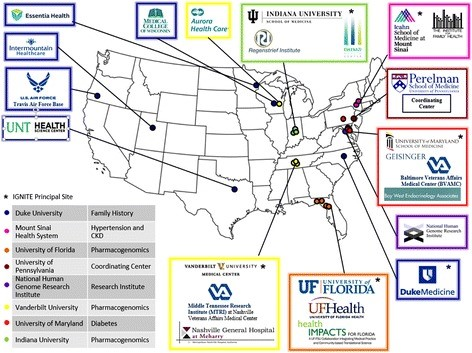 Essentia Health
Intermountain
Healthcare
U.S. AIR FORCE
Travis Air Force Base
UNT HEALTH
SCIENCE CENTER
MEDICAL
COLLEGE
OF WISCONSIN
Aurora
Health Care
INDIANA UNIVERSITY
SCHOOL OF MEDICINE
Regenstrief Institute
Icahn
School of
Medicine at
Mount
Sinai
THE INSTITUTE
FOR
FAMILY HEALTH
Perelman
School of Medicine
UNIVERSITY of PENNSYLVANIA
Coordinating
Center
UNIVERSITY of MARYLAND
SCHOOL OF MEDICINE
GEISINGER
VA
Baltimore Veterans Affairs
Medical Center (BVAMC)
Bay West Endocrinology Associates
National Human
Genome Research
Institute
DukeMedicine
★ IGNITE Principal Site
Duke University Family History
Mount Sinai
Health System
Hypertension and
CKD
University of Florida Pharmacogenomics
University of
Pennsylvania
Coordinating Center
National Human
Genome Research
Institute
Research Institute
Vanderbilt University Pharmacogenomics
University of Maryland Diabetes
Indiana University Pharmacogenomics
VANDERBILT UNIVERSITY
MEDICAL CENTER
VA
Middle Tennessee Research
Institute (MTRI) at Nashville
Veterans Affairs Medical Center
Nashville General Hospital
at Meharry
UF UNIVERSITY of
FLORIDA
UFHealth
UNIVERSITY OF FLORIDA HEALTH
health
IMPACTS FOR FLORIDA